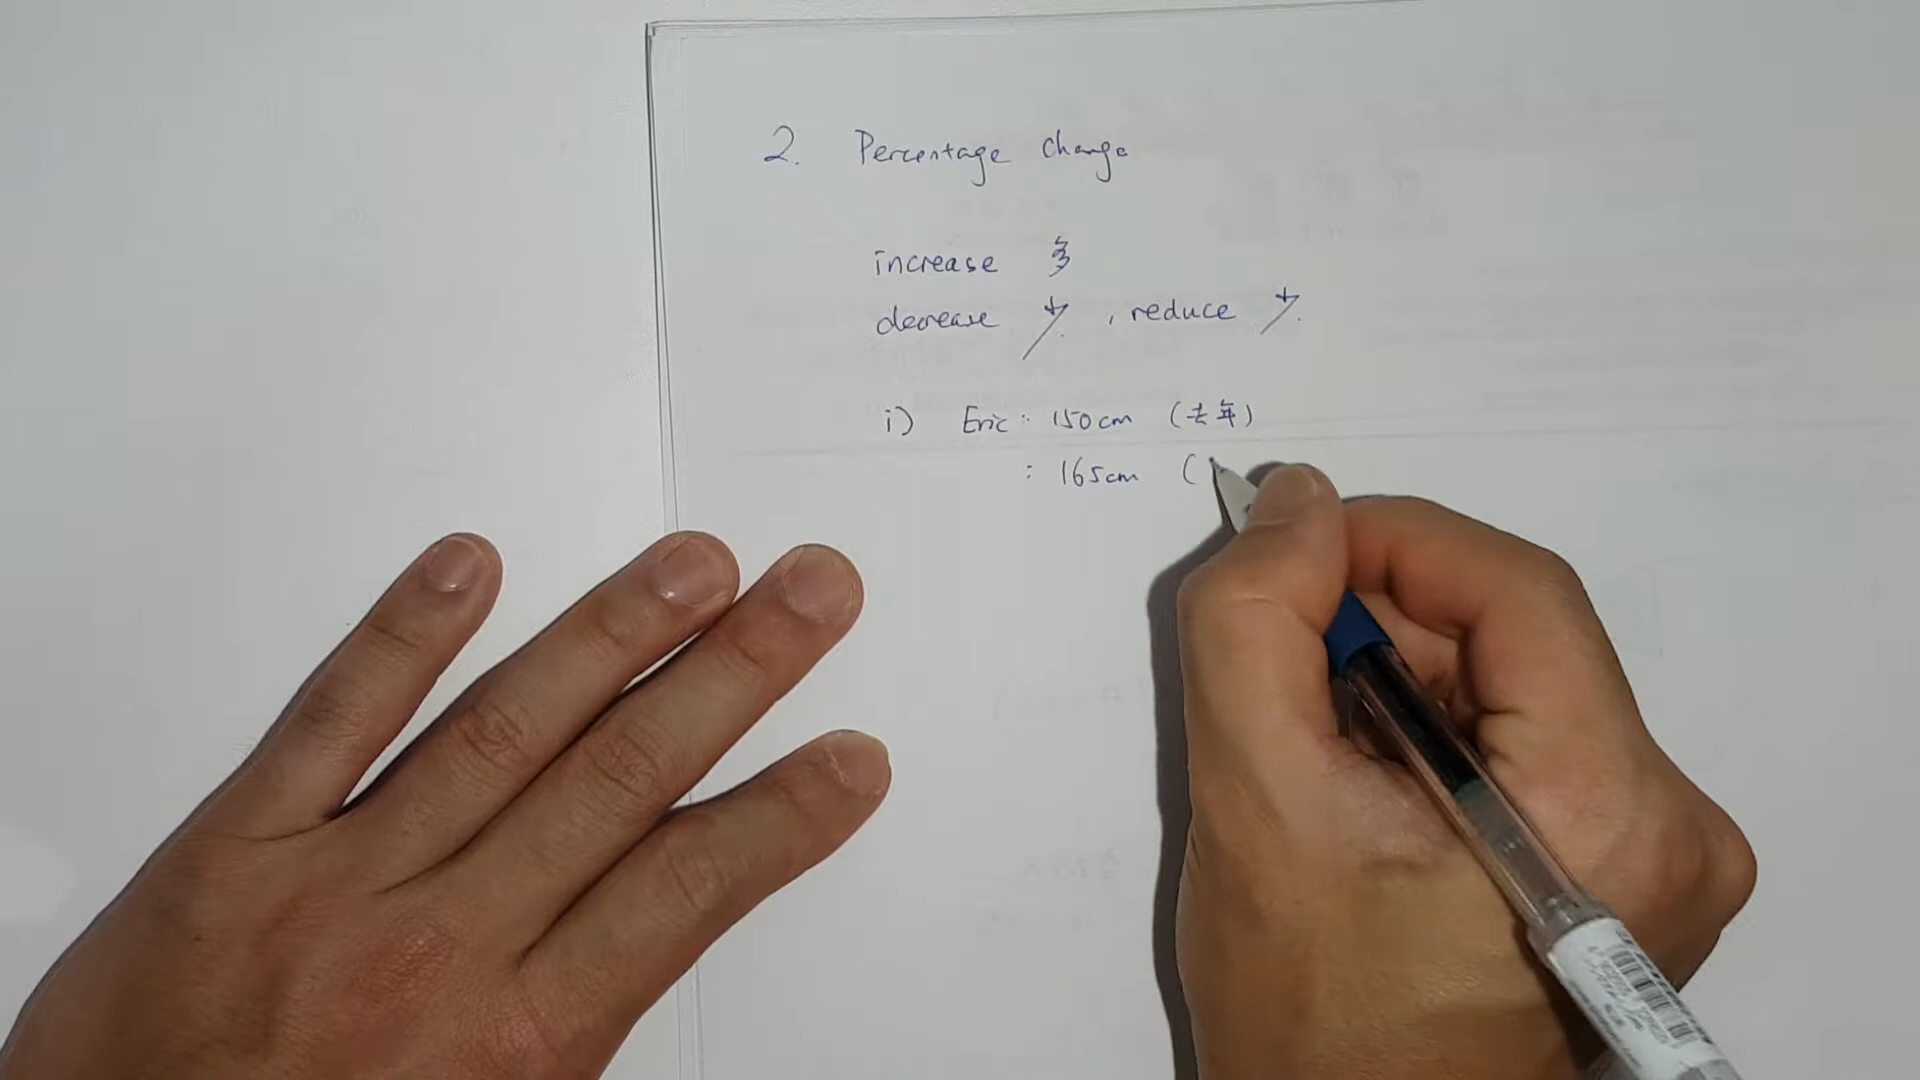 2. Percentage change
increase 多
decrease 少, reduce 少
i) Eric: 150cm (去年)
: 165cm (